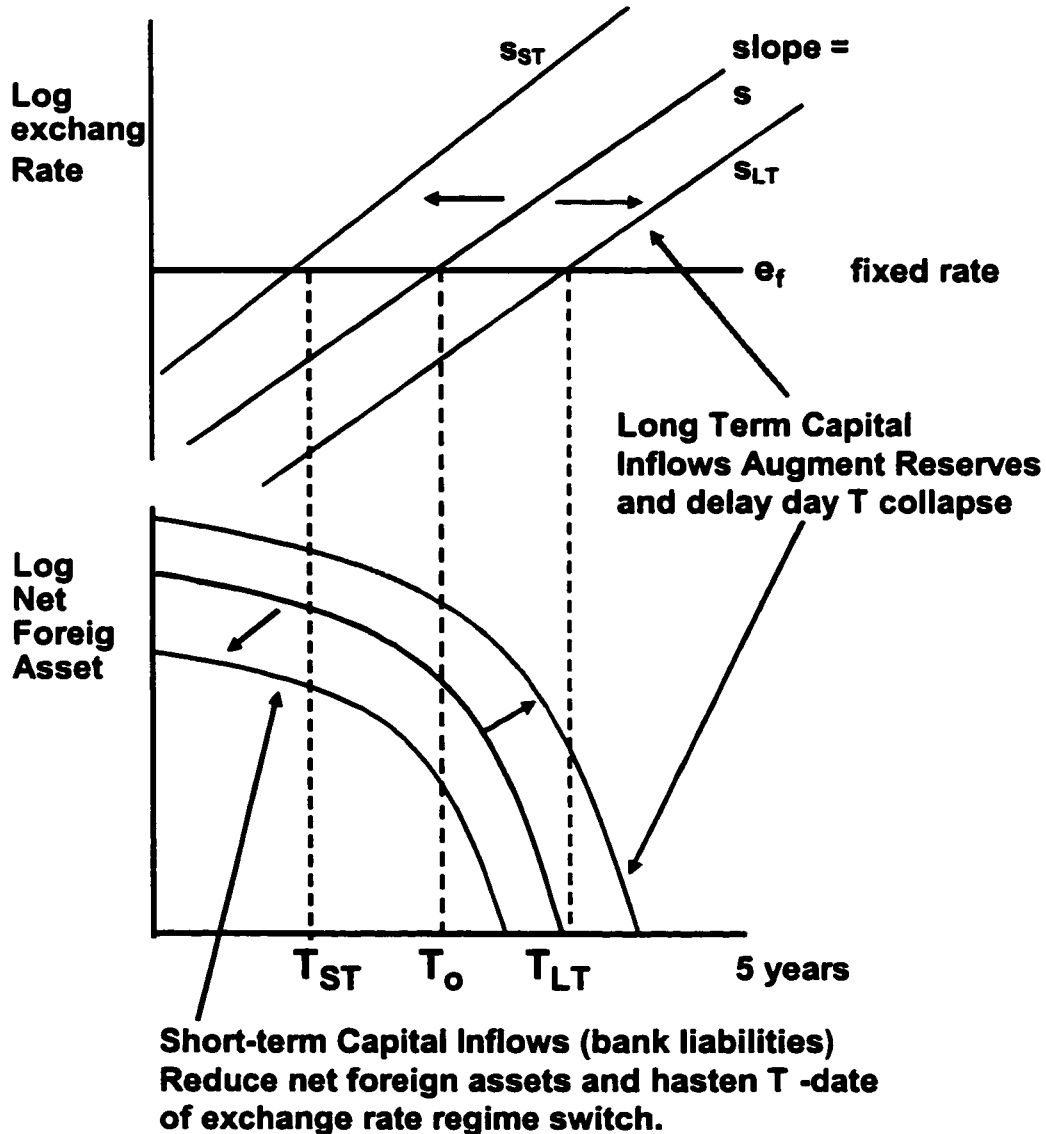 s_ST
slope =
s
Log
exchang
Rate
s_LT
e_f fixed rate
Long Term Capital
Inflows Augment Reserves
and delay day T collapse
Log
Net
Foreig
Asset
T_ST T_o T_LT 5 years
Short-term Capital Inflows (bank liabilities)
Reduce net foreign assets and hasten T -date
of exchange rate regime switch.